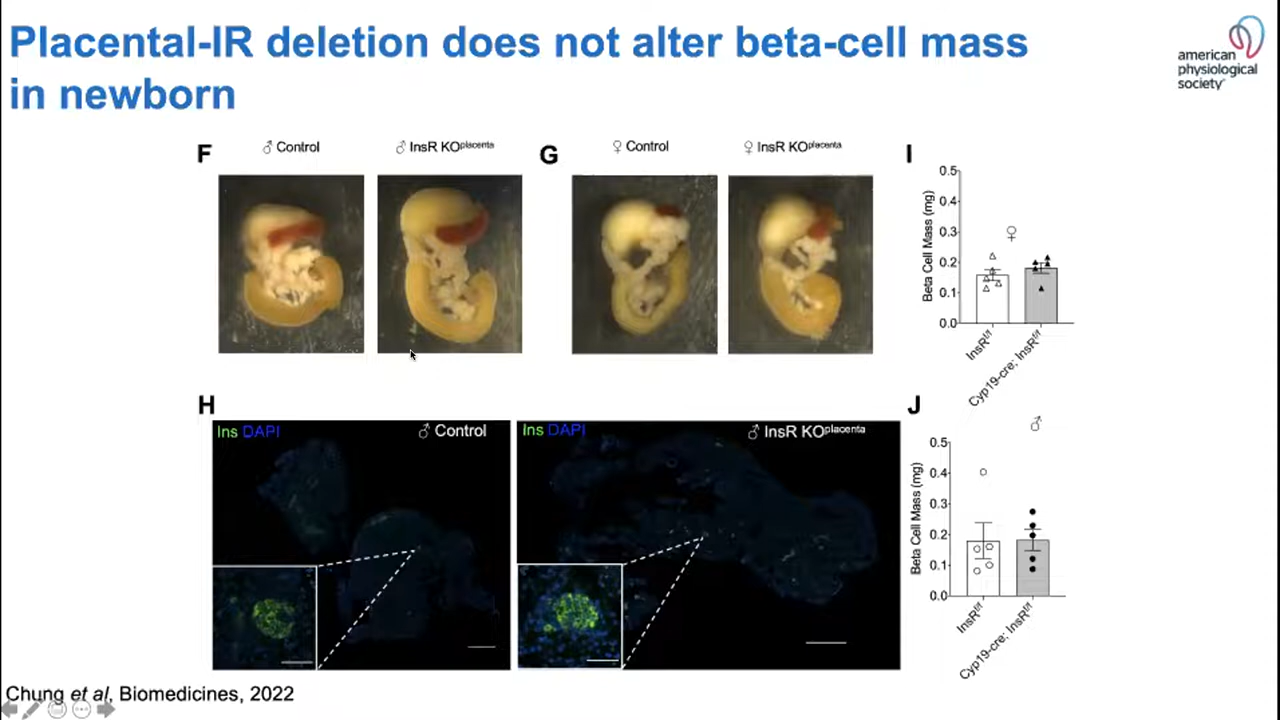 Placental-IR deletion does not alter beta-cell mass
in newborn
american
physiological
society
F
♂ Control
♂ InsR KOplacenta
G
♀ Control
♀ InsR KOplacenta
I
0.5
0.4
0.3
0.2
0.1
0.0
Beta Cell Mass (mg)
♀
InsRf/f
Cyp19-cre; InsRf/f
H
Ins DAPI
♂ Control
Ins DAPI
♂ InsR KOplacenta
J
♂
0.5
0.4
0.3
0.2
0.1
0.0
Beta Cell Mass (mg)
InsRf/f
Cyp19-cre; InsRf/f
Chung et al, Biomedicines, 2022